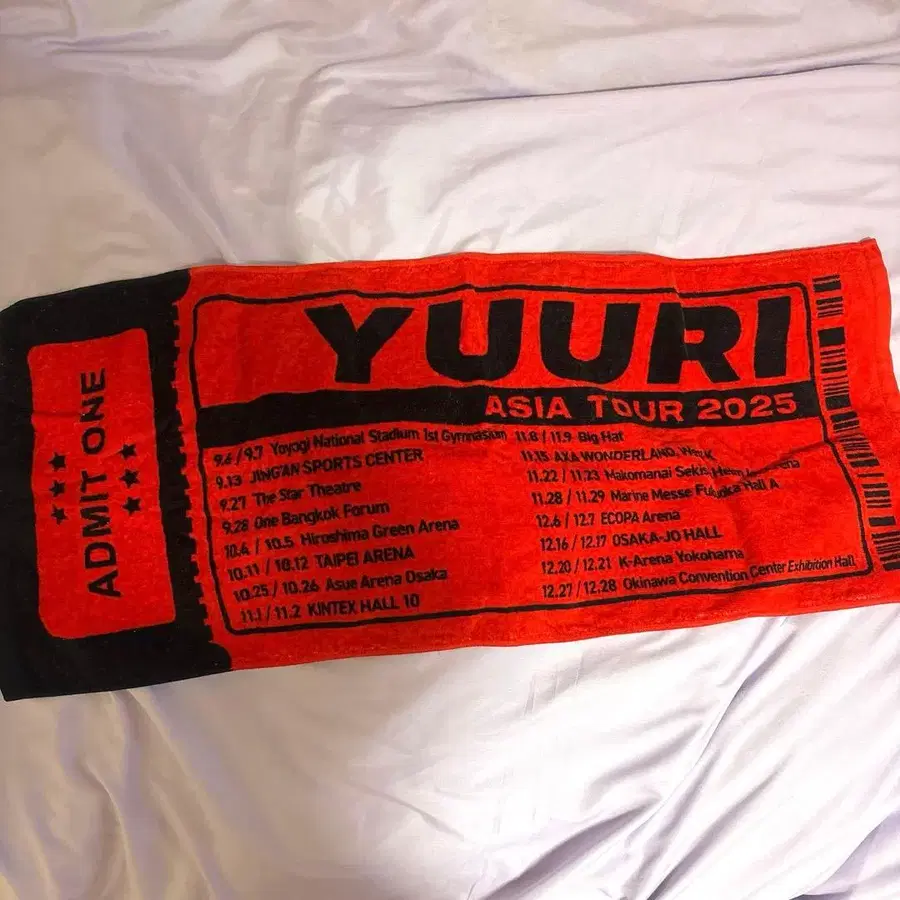 ADMIT ONE
YUURI
ASIA TOUR 2025
9.6 / 9.7 Yoyogi National Stadium 1st Gymnasium
9.13 JING'AN SPORTS CENTER
9.27 The Star Theatre
9.28 One Bangkok Forum
10.4 / 10.5 Hiroshima Green Arena
10.11 / 10.12 TAIPEI ARENA
10.25 / 10.26 Asue Arena Osaka
11.1 / 11.2 KINTEX HALL 10
11.8 / 11.9 Big Hat
11.15 AXA WONDERLAND,
11.22 / 11.23 Makomanai Sekisui
11.28 / 11.29 Marine Messe Fukuoka Hall A
12.6 / 12.7 ECOPA Arena
12.16 / 12.17 OSAKA-JO HALL
12.20 / 12.21 K-Arena Yokohama
12.27 / 12.28 Okinawa Convention Center Exhibition Hall